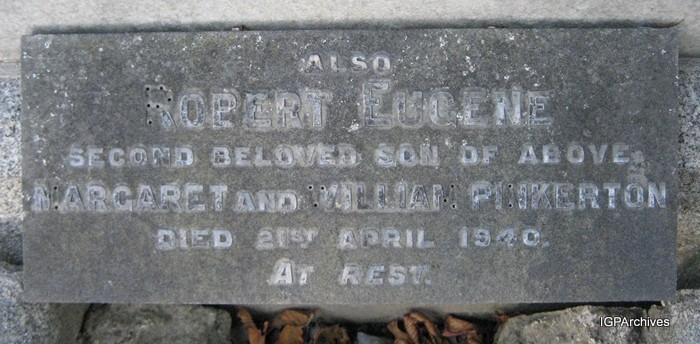 ALSO
ROBERT EUGENE
SECOND BELOVED SON OF ABOVE
MARGARET AND WILLIAM PINKERTON
DIED 21ST APRIL 1940.
AT REST.
IGPArchives